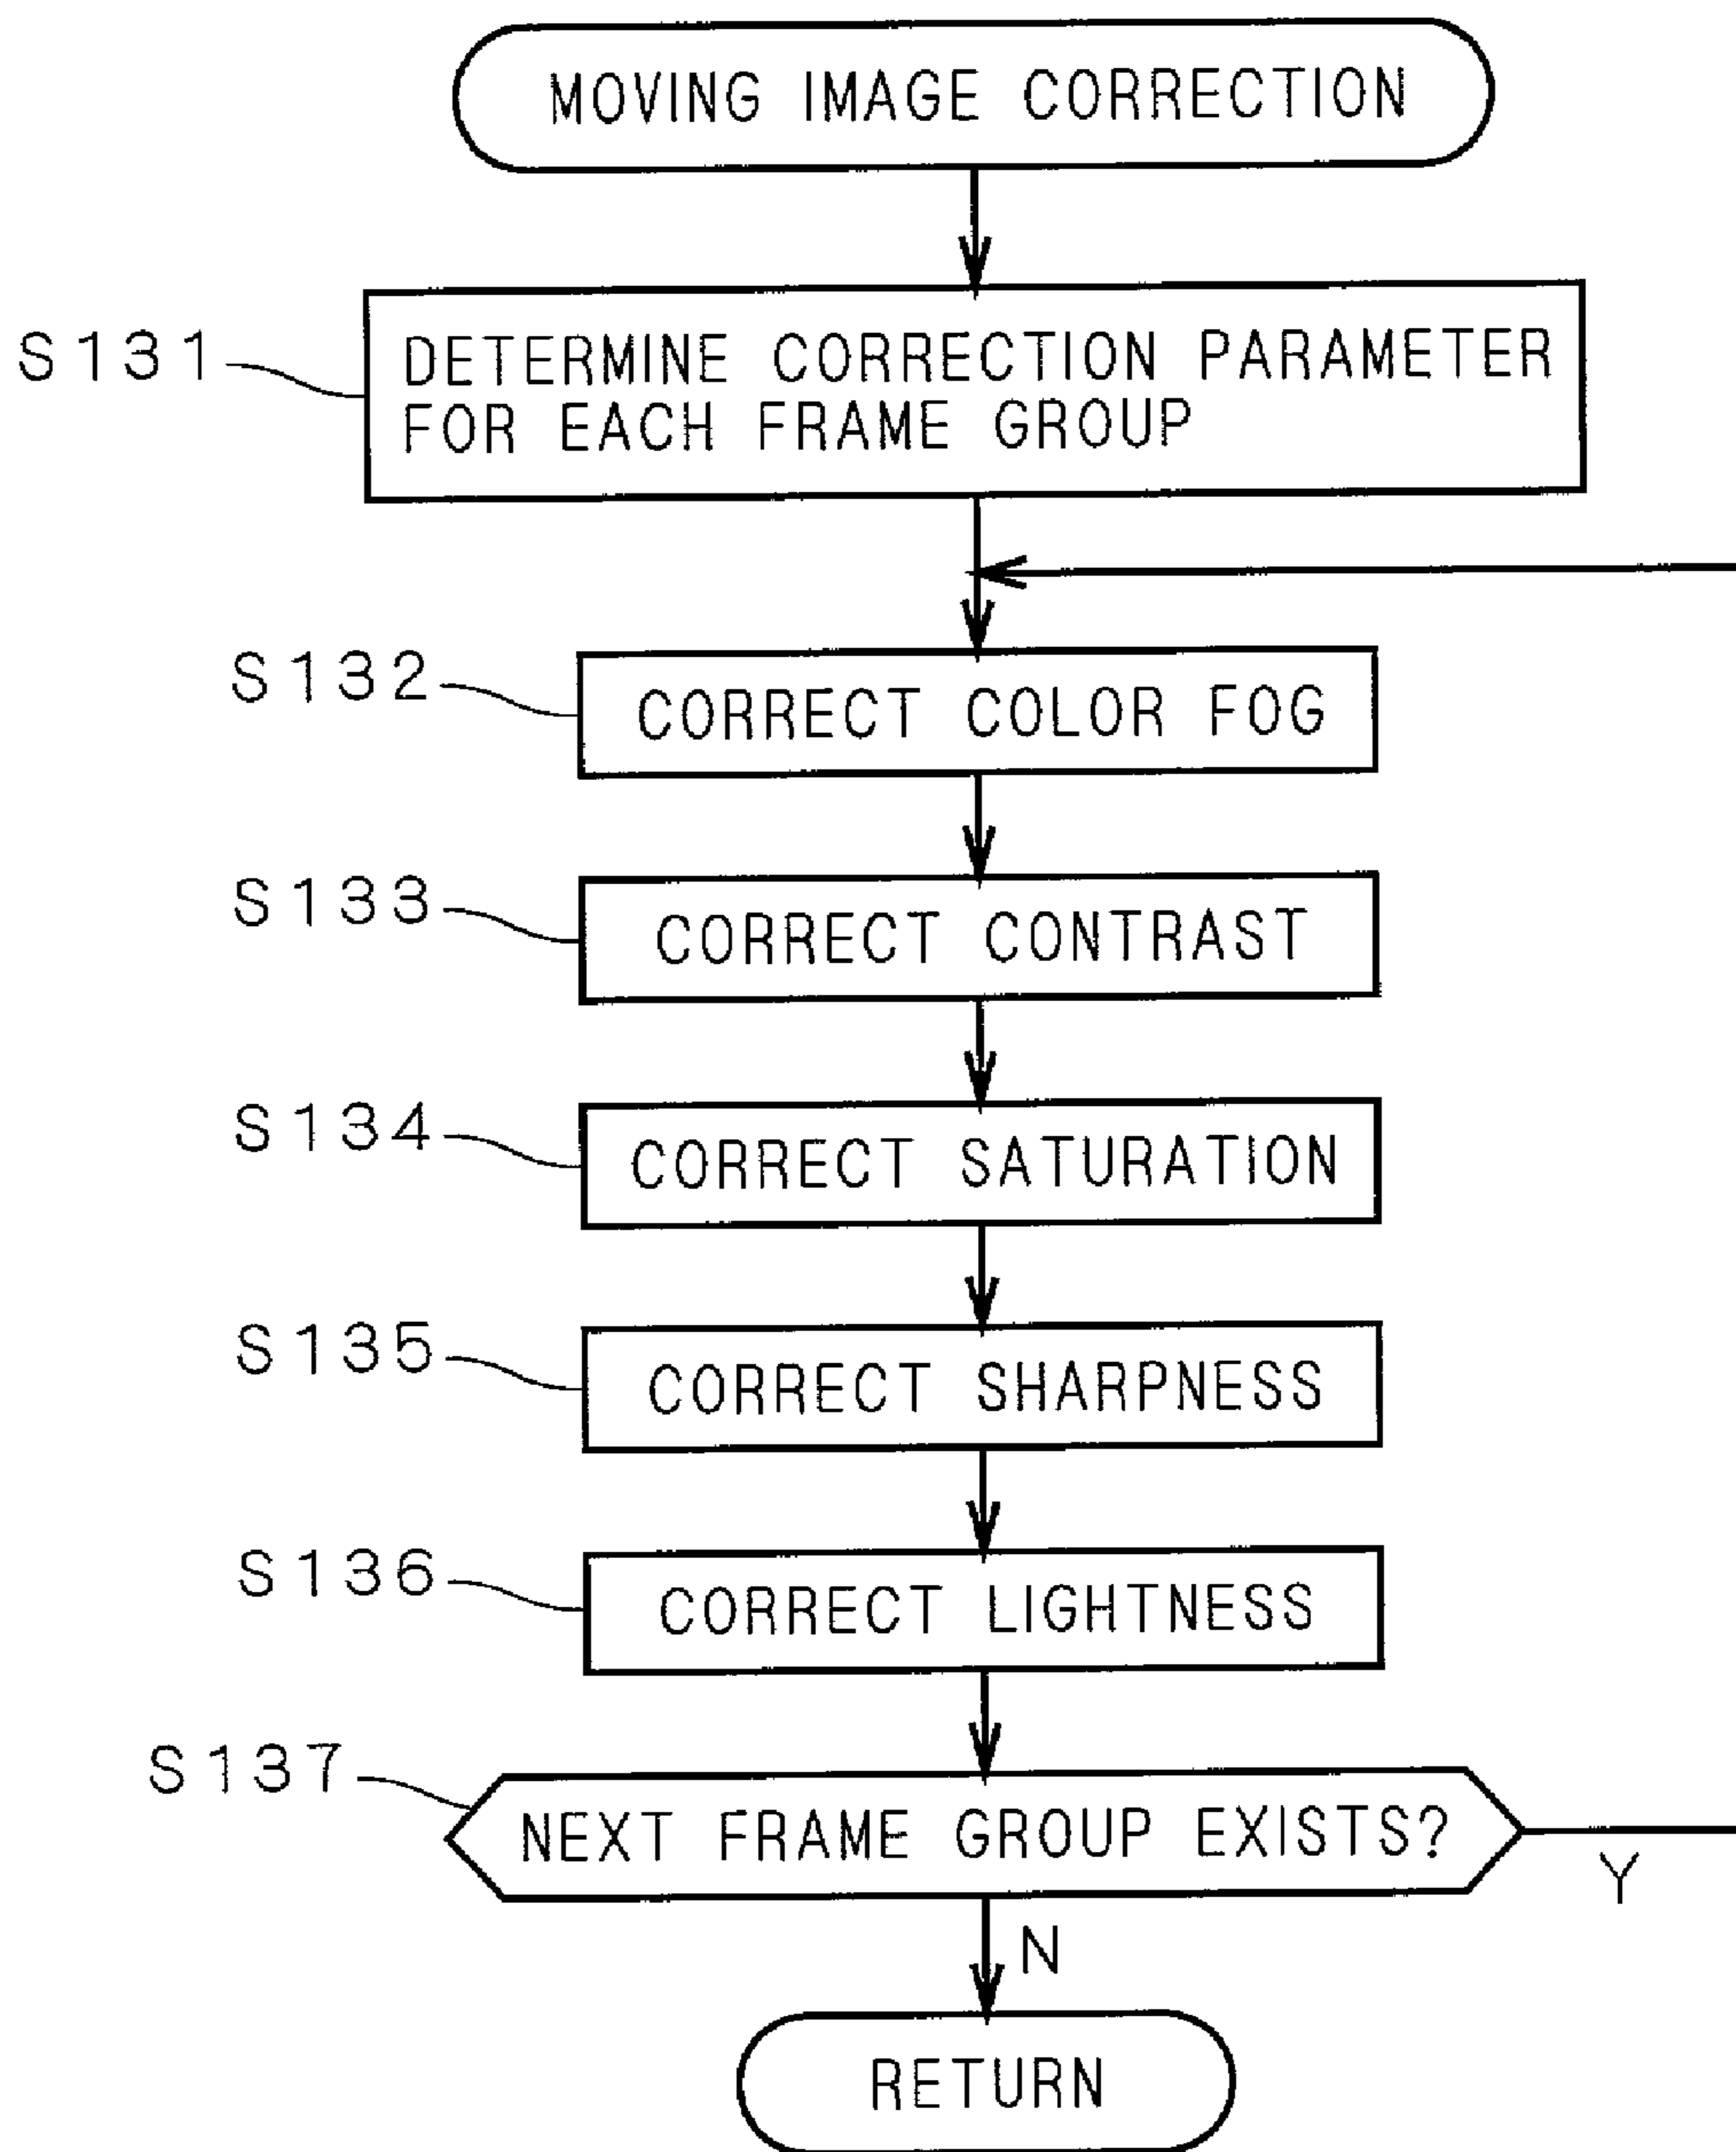 MOVING IMAGE CORRECTION
S131
DETERMINE CORRECTION PARAMETER
FOR EACH FRAME GROUP
S132
CORRECT COLOR FOG
S133
CORRECT CONTRAST
S134
CORRECT SATURATION
S135
CORRECT SHARPNESS
S136
CORRECT LIGHTNESS
S137
NEXT FRAME GROUP EXISTS?
Y
N
RETURN